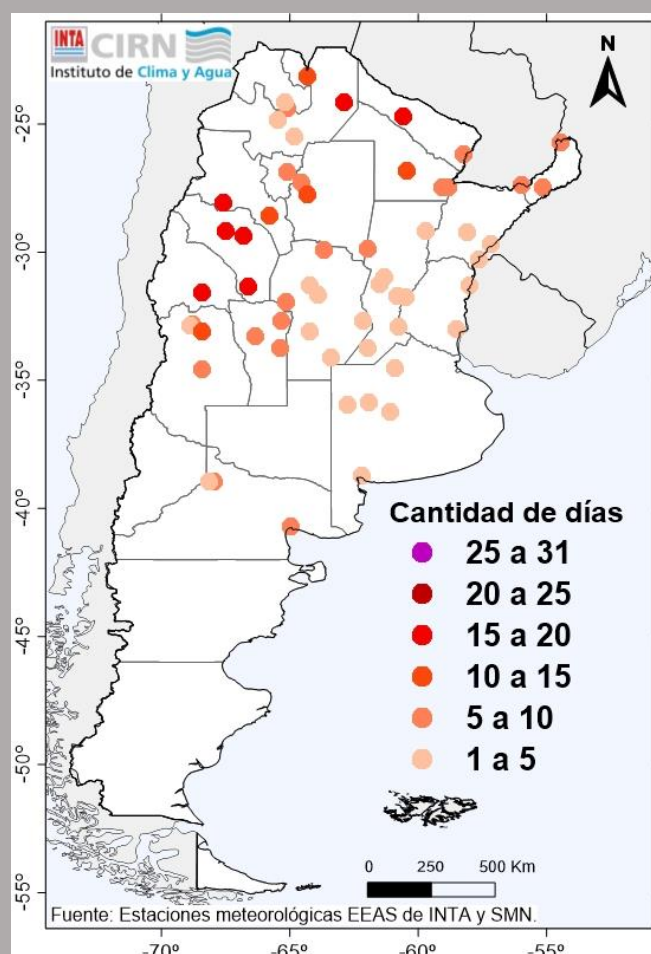 INTA CIRN
Instituto de Clima y Agua
N
-25°
-30°
-35°
-40°
-45°
-50°
-55°
Cantidad de días
25 a 31
20 a 25
15 a 20
10 a 15
5 a 10
1 a 5
0 250 500 Km
Fuente: Estaciones meteorológicas EEAS de INTA y SMN.
-70° -65° -60° -55°